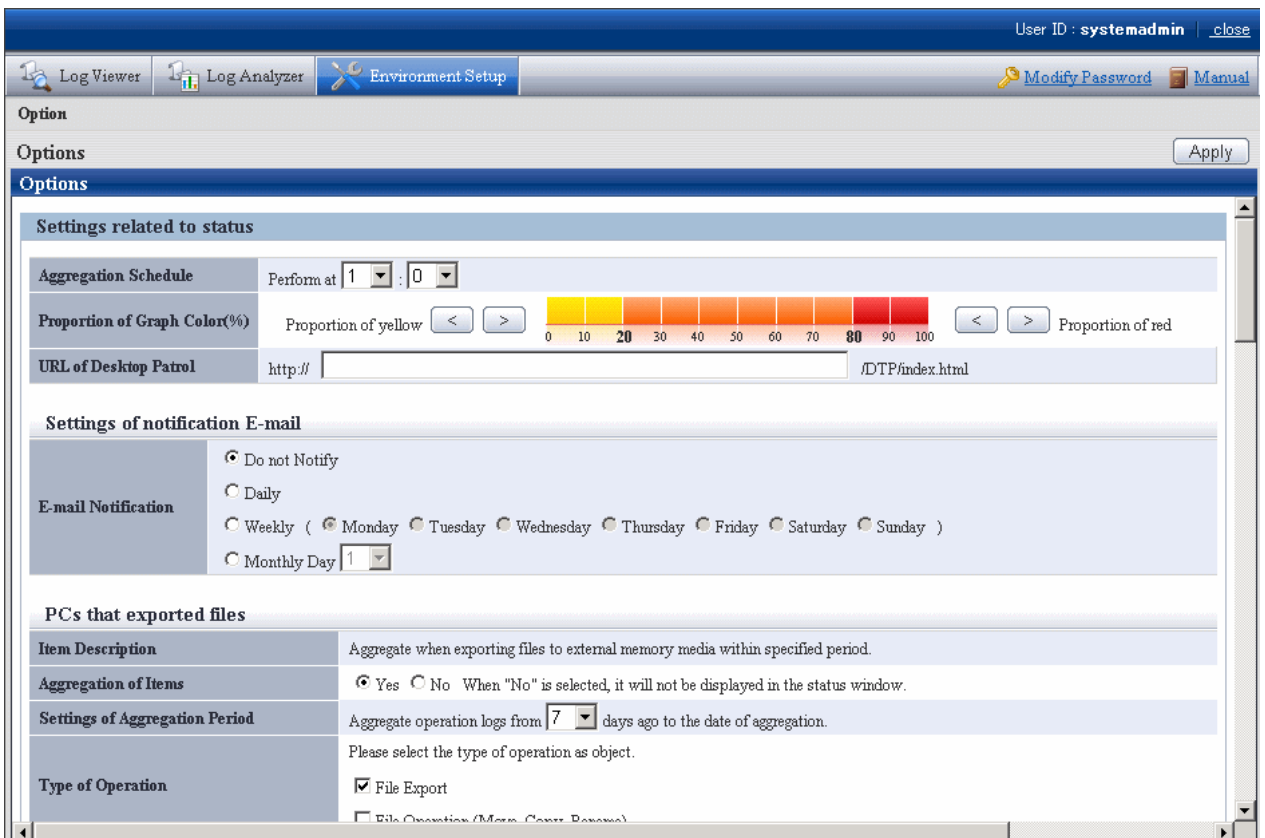 User ID : systemadmin | close
Log Viewer Log Analyzer Environment Setup Modify Password Manual
Option
Options Apply
Options
Settings related to status
Aggregation Schedule Perform at 1 : 0
Proportion of Graph Color(%) Proportion of yellow < > 0 10 20 30 40 50 60 70 80 90 100 < > Proportion of red
URL of Desktop Patrol http:// /DTP/index.html
Settings of notification E-mail
E-mail Notification
Do not Notify
Daily
Weekly ( Monday Tuesday Wednesday Thursday Friday Saturday Sunday )
Monthly Day 1
PCs that exported files
Item Description Aggregate when exporting files to external memory media within specified period.
Aggregation of Items Yes No When "No" is selected, it will not be displayed in the status window.
Settings of Aggregation Period Aggregate operation logs from 7 days ago to the date of aggregation.
Type of Operation
Please select the type of operation as object.
File Export
File Operation (Move, Copy, Rename)